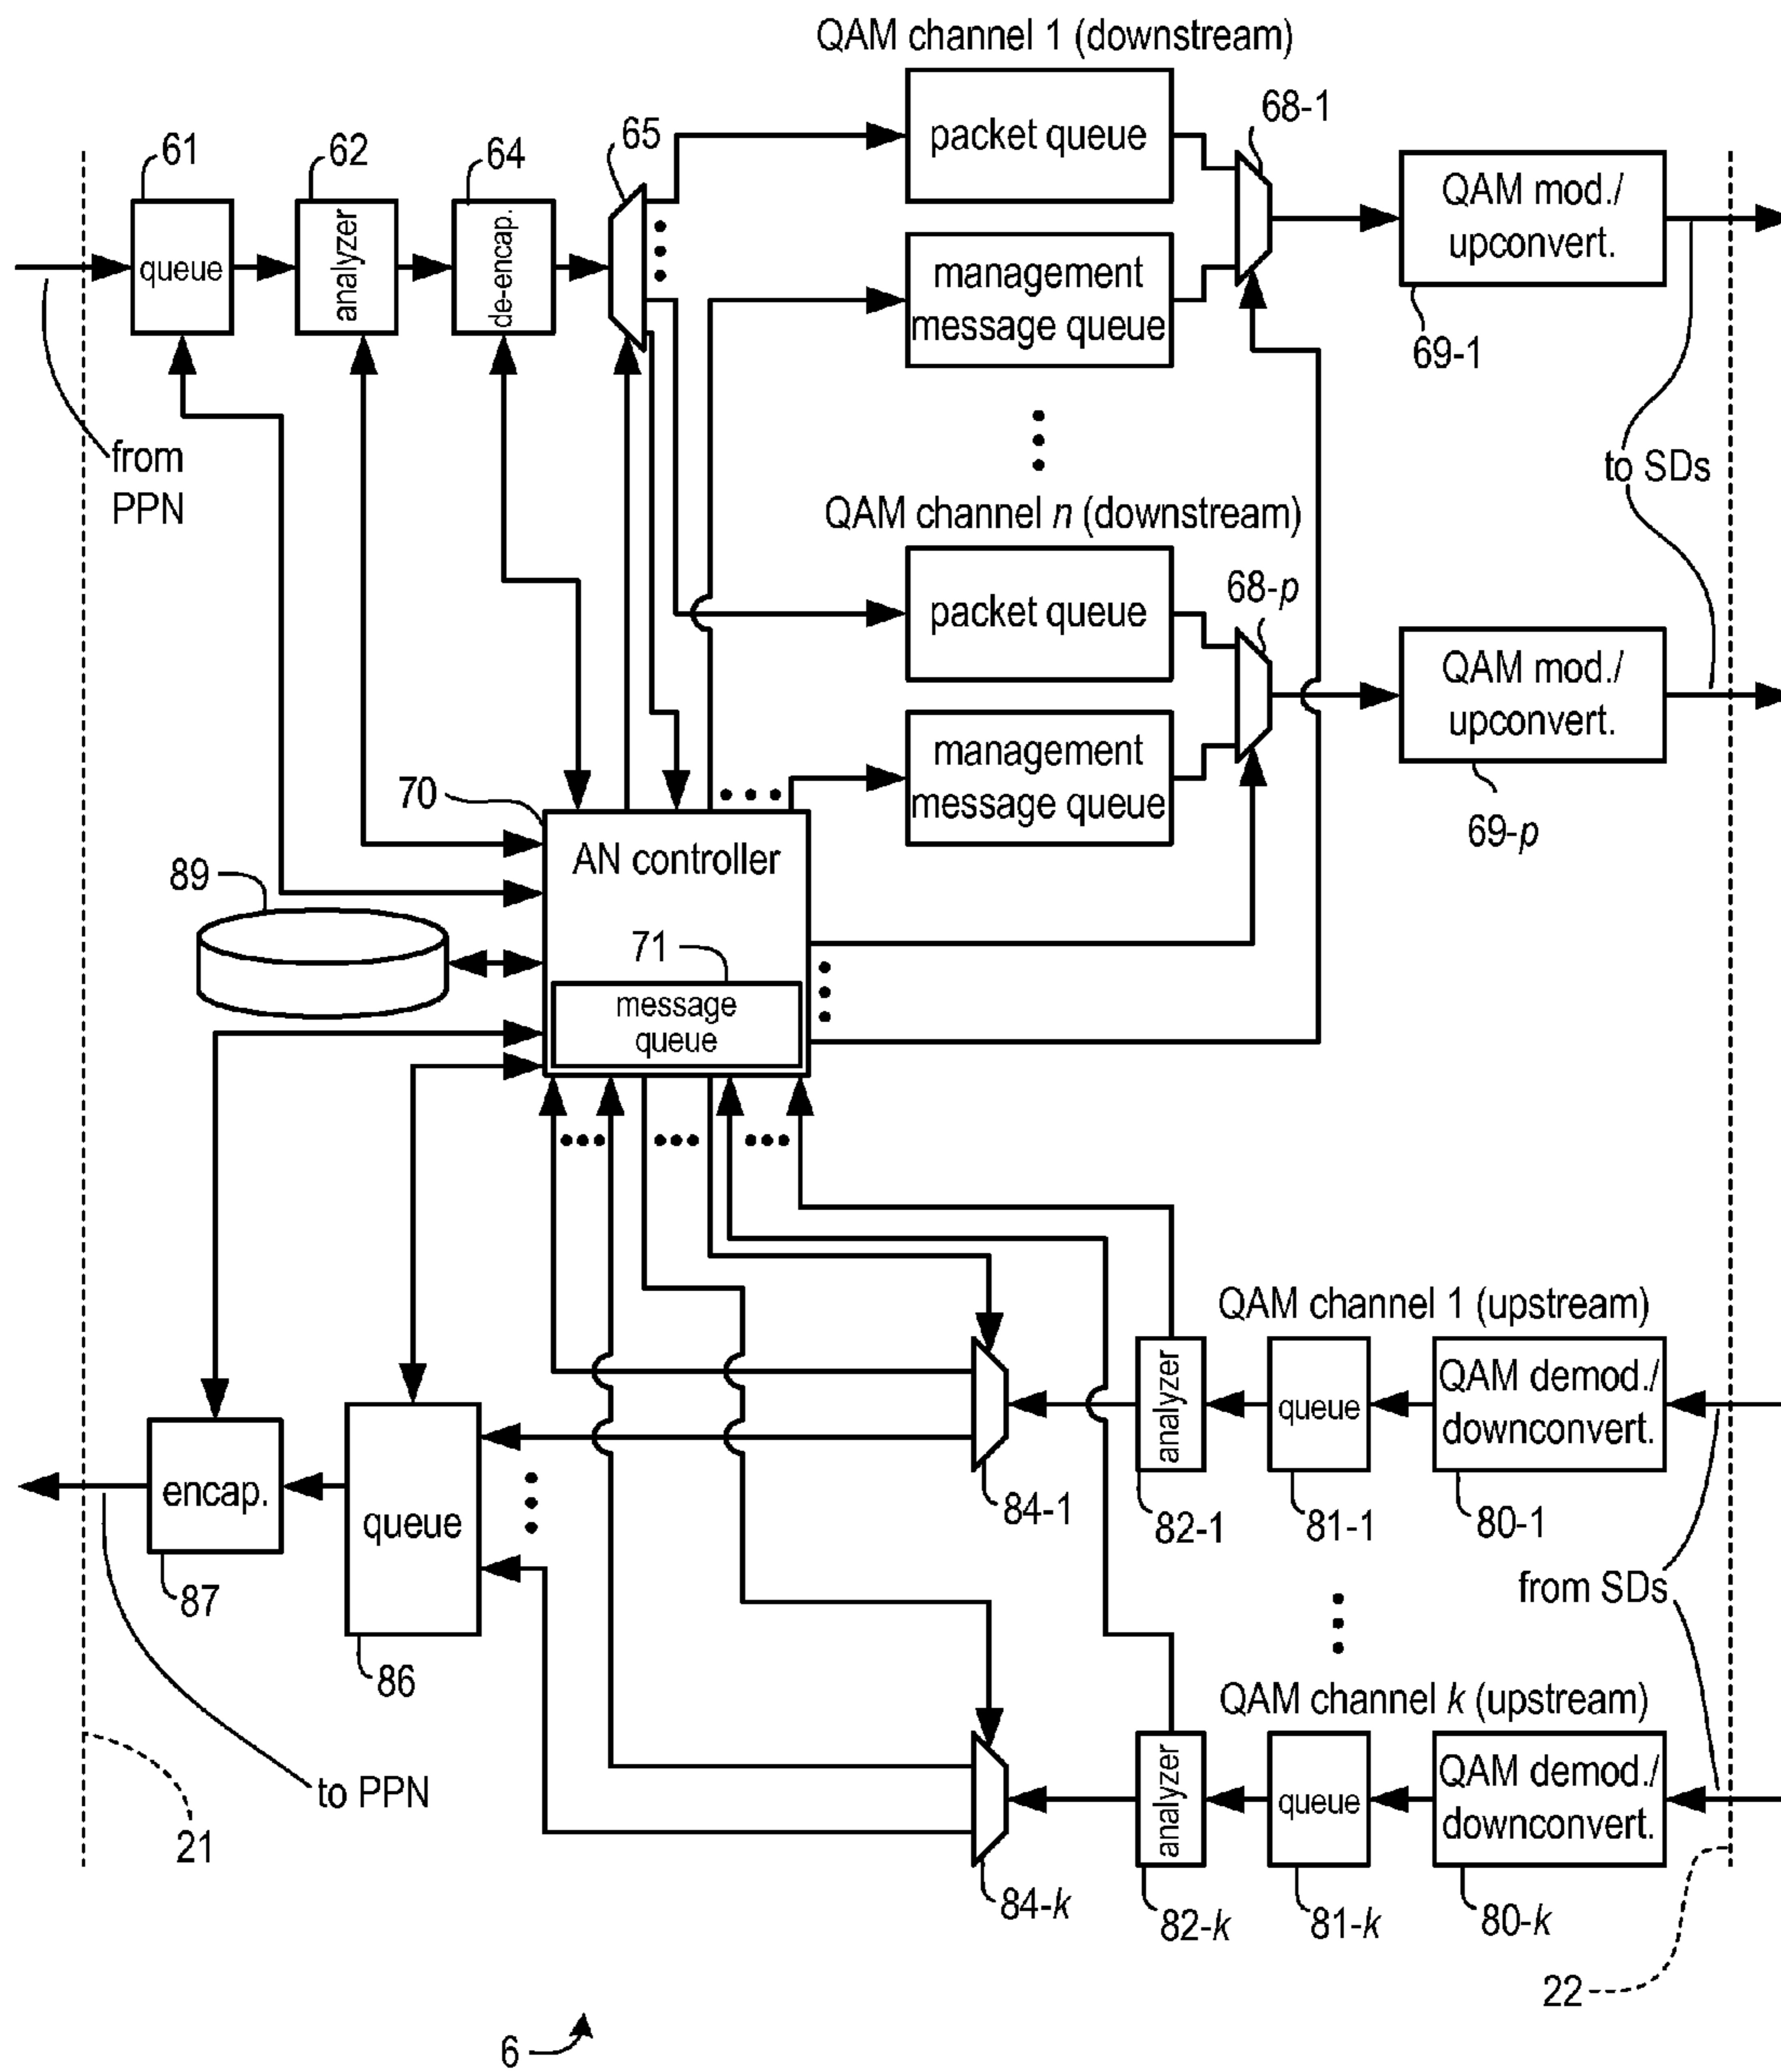 QAM channel 1 (downstream)
61
62
64
65
packet queue
68-1
QAM mod./
upconvert.
queue
analyzer
de-encap.
management
message queue
69-1
from
PPN
to SDs
QAM channel n (downstream)
packet queue
68-p
QAM mod./
upconvert.
management
message queue
69-p
70
AN controller
89
71
message
queue
QAM channel 1 (upstream)
QAM demod./
downconvert.
queue
analyzer
encap.
queue
84-1
82-1
81-1
80-1
87
86
from SDs
QAM channel k (upstream)
QAM demod./
downconvert.
queue
analyzer
to PPN
21
84-k
82-k
81-k
80-k
22
6